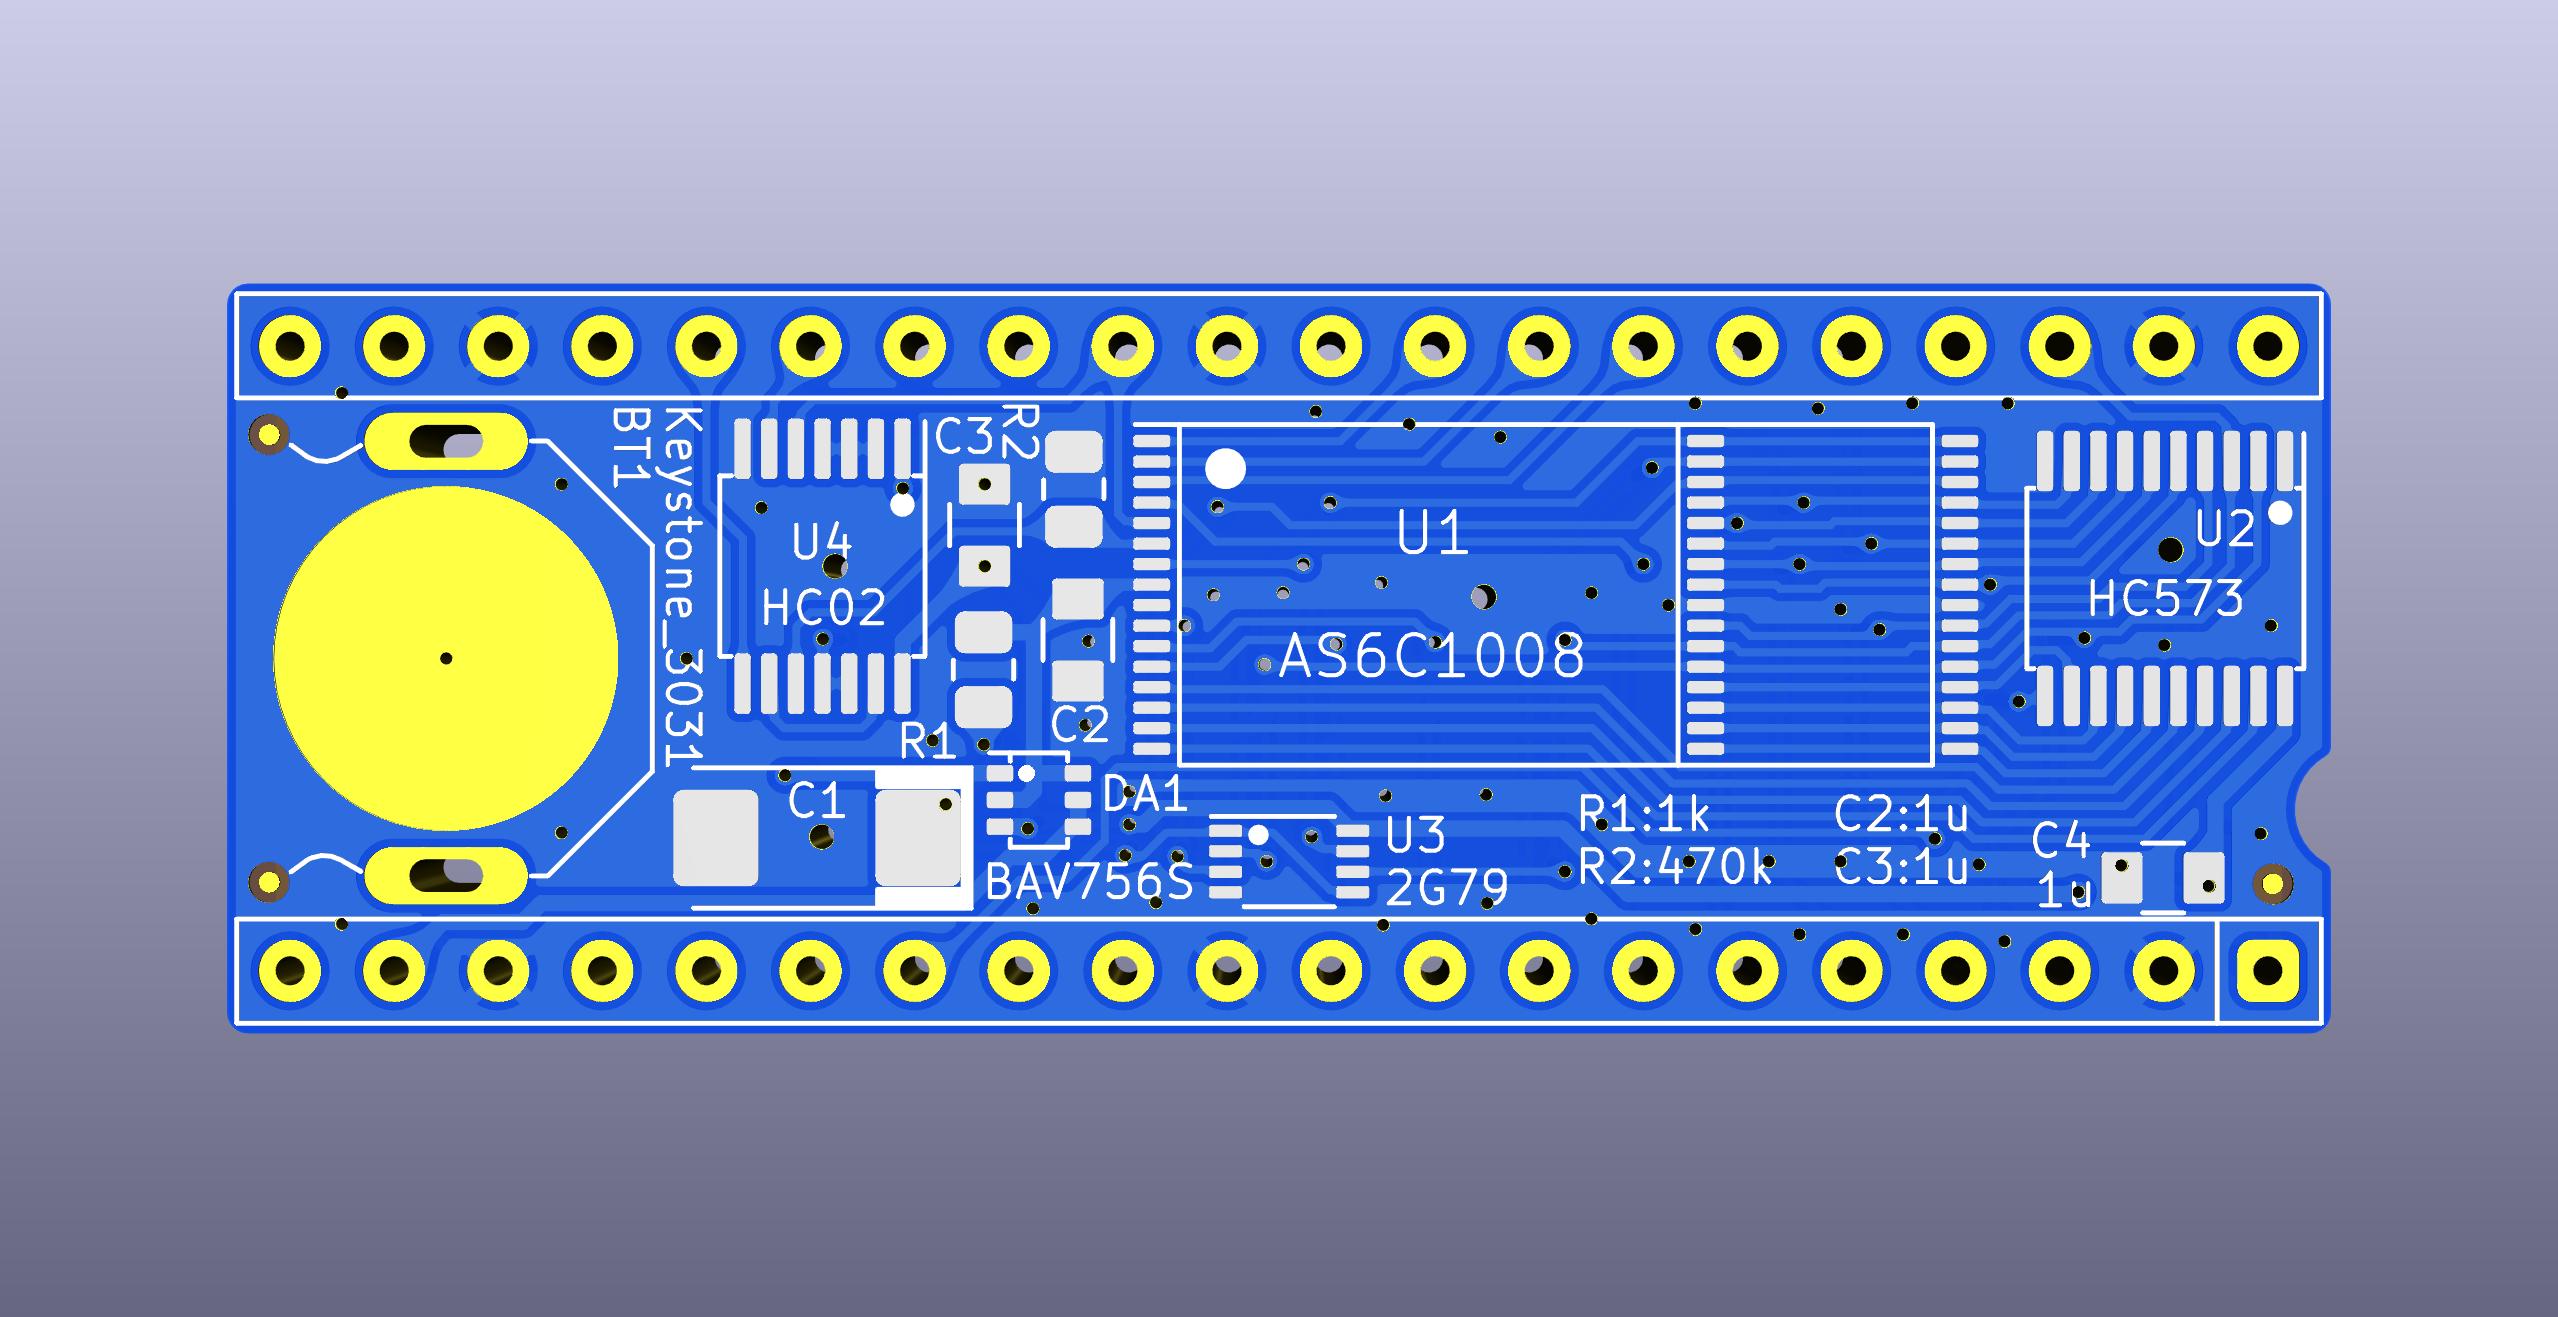 BT1
Keystone_3031
U4
HC02
C3
R2
R1
C2
C1
DA1
BAV756S
U1
AS6C1008
U3
2G79
R1:1k
R2:470k
C2:1u
C3:1u
U2
HC573
C4
1u